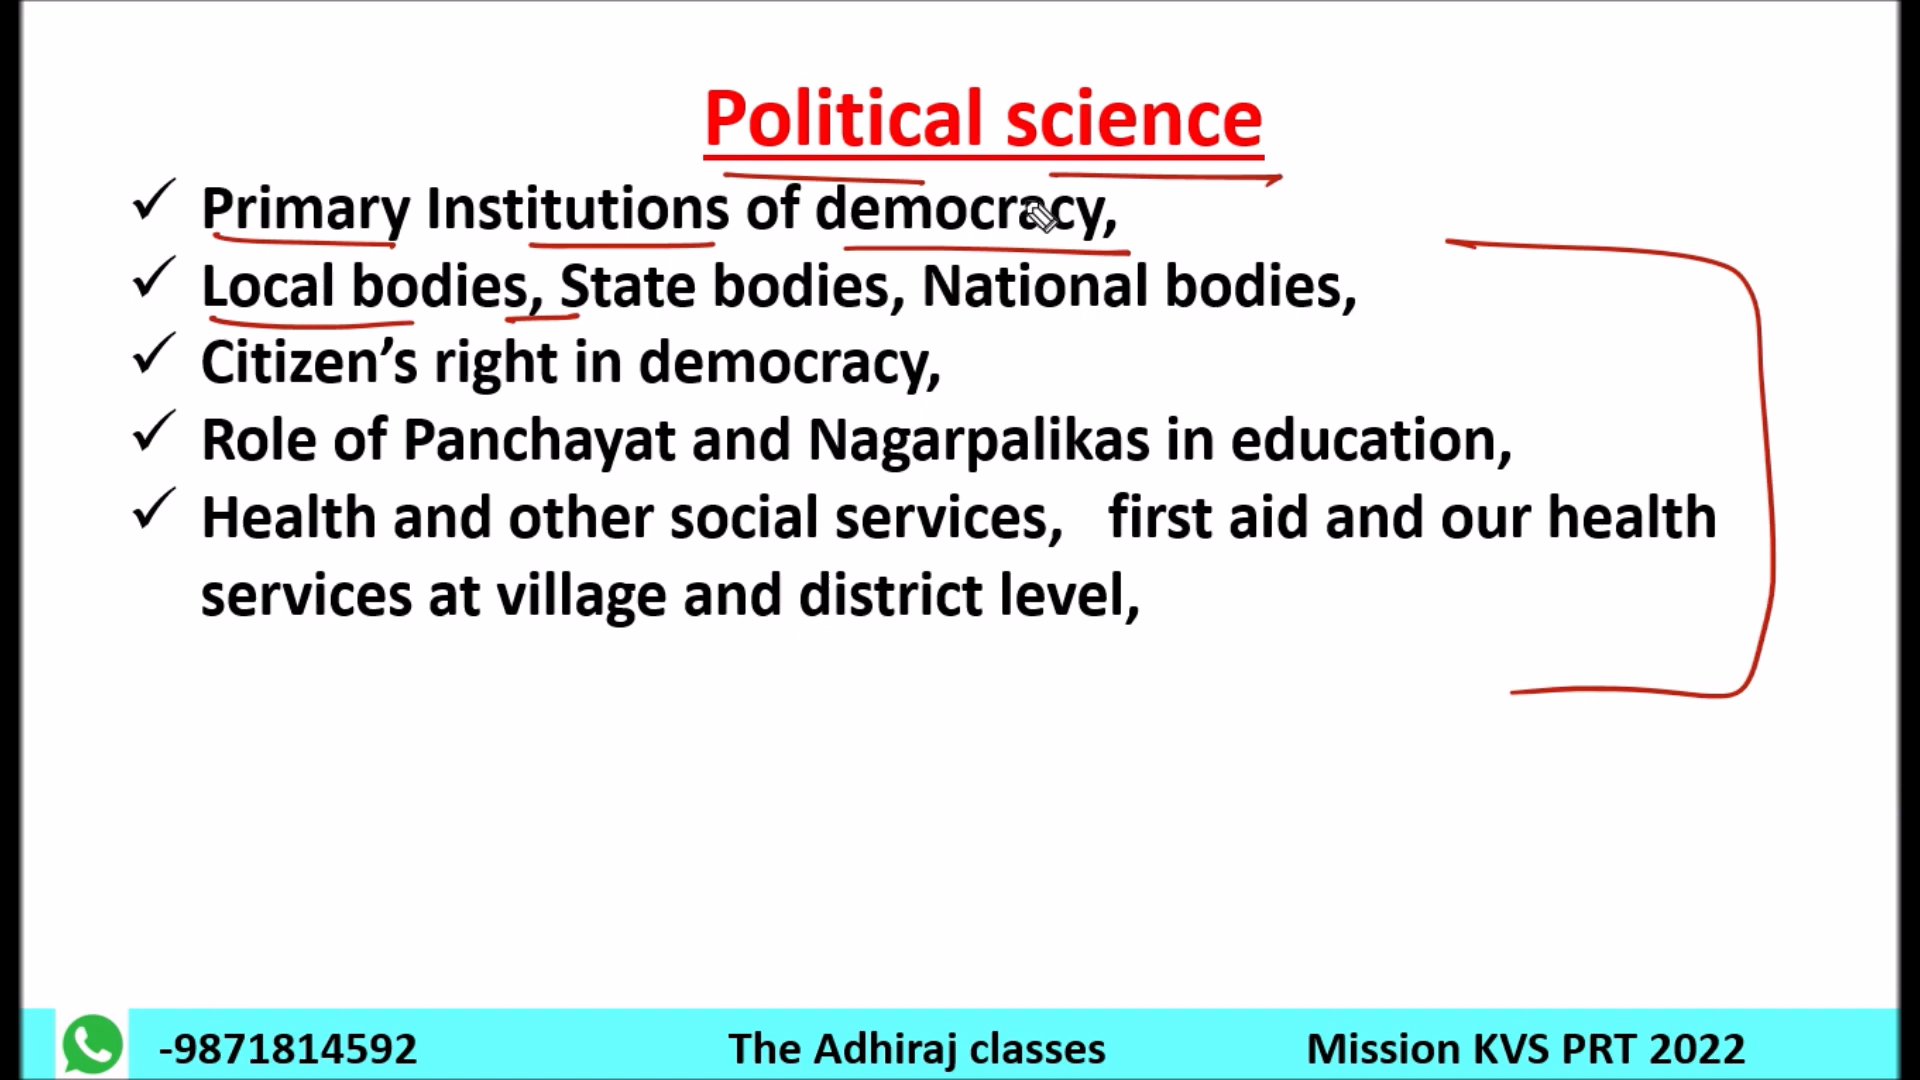 Political science
✓ Primary Institutions of democracy,
✓ Local bodies, State bodies, National bodies,
✓ Citizen’s right in democracy,
✓ Role of Panchayat and Nagarpalikas in education,
✓ Health and other social services, first aid and our health
services at village and district level,
-9871814592 The Adhiraj classes Mission KVS PRT 2022